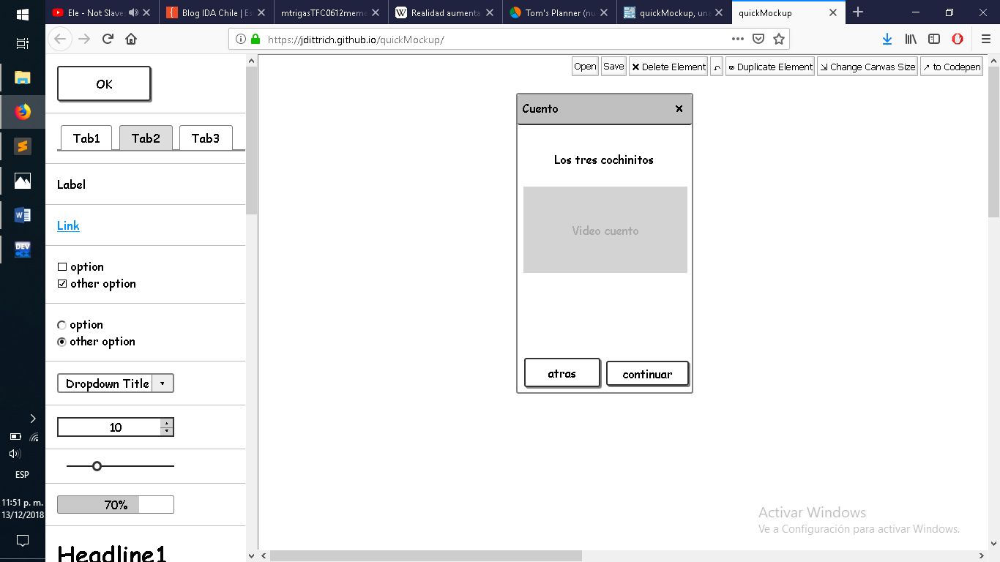 Ele - Not Slave
Blog IDA Chile | Es
mtrigasTFC0612mem
Realidad aumenta
Tom's Planner (nu
quickMockup, una
quickMockup
https://jdittrich.github.io/quickMockup/
Open
Save
Delete Element
Duplicate Element
Change Canvas Size
to Codepen
OK
Tab1
Tab2
Tab3
Label
Link
option
other option
option
other option
Dropdown Title
10
70%
Headline1
Cuento
Los tres cochinitos
Video cuento
atras
continuar
Activar Windows
Ve a Configuración para activar Windows.
DEV
C++
ESP
11:51 p. m.
13/12/2018